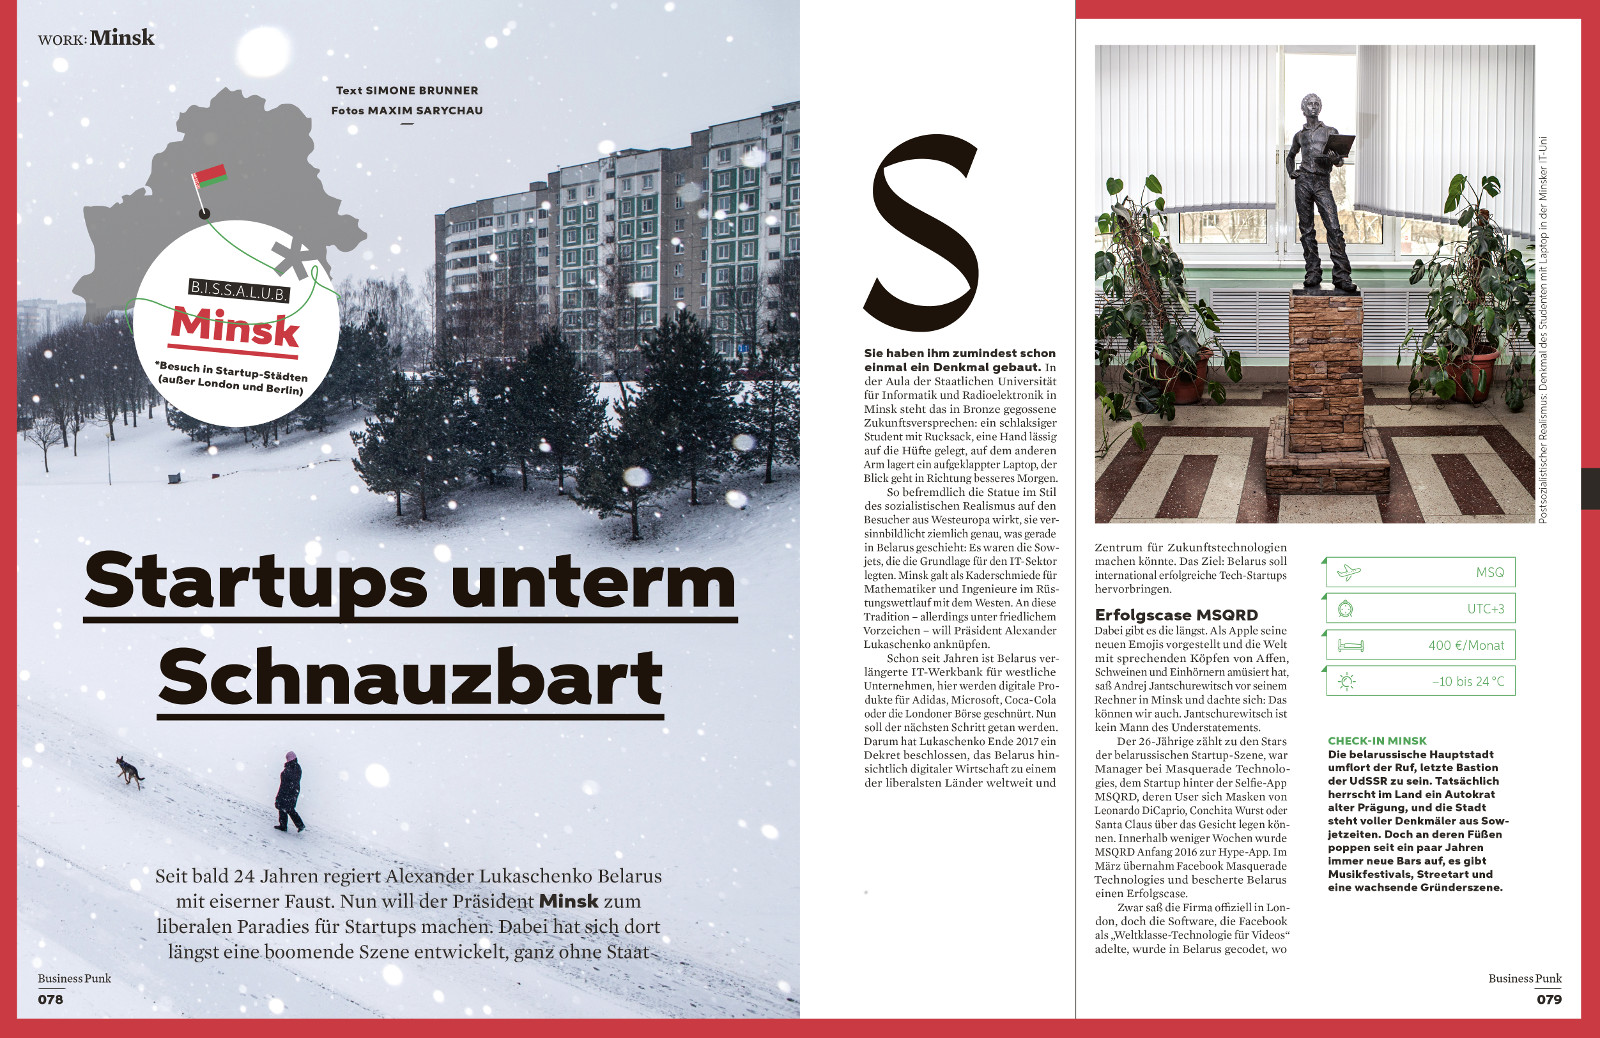 WORK: Minsk
Text SIMONE BRUNNER
Fotos MAXIM SARYCHAU
B.I.S.S.A.L.U.B.
*
Minsk
*Besuch in Startup-Städten
(außer London und Berlin)
Startups unterm
Schnauzbart
Seit bald 24 Jahren regiert Alexander Lukaschenko Belarus
mit eiserner Faust. Nun will der Präsident Minsk zum
liberalen Paradies für Startups machen. Dabei hat sich dort
längst eine boomende Szene entwickelt, ganz ohne Staat
Business Punk
078
S
Sie haben ihm zumindest schon
einmal ein Denkmal gebaut. In
der Aula der Staatlichen Universität
für Informatik und Radioelektronik in
Minsk steht das in Bronze gegossene
Zukunftsversprechen: ein schlaksiger
Student mit Rucksack, eine Hand lässig
auf die Hüfte gelegt, auf dem anderen
Arm lagert ein aufgeklappter Laptop, der
Blick geht in Richtung besseres Morgen.
So befremdlich die Statue im Stil
des sozialistischen Realismus auf den
Besucher aus Westeuropa wirkt, sie ver-
sinnbildlicht ziemlich genau, was gerade
in Belarus geschieht: Es waren die Sow-
jets, die die Grundlage für den IT-Sektor
legten. Minsk galt als Kaderschmiede für
Mathematiker und Ingenieure im Rüs-
tungswettlauf mit dem Westen. An diese
Tradition – allerdings unter friedlichem
Vorzeichen – will Präsident Alexander
Lukaschenko anknüpfen.
Schon seit Jahren ist Belarus ver-
längerte IT-Werkbank für westliche
Unternehmen, hier werden digitale Pro-
dukte für Adidas, Microsoft, Coca-Cola
oder die Londoner Börse geschnürt. Nun
soll der nächsten Schritt getan werden.
Darum hat Lukaschenko Ende 2017 ein
Dekret beschlossen, das Belarus hin-
sichtlich digitaler Wirtschaft zu einem
der liberalsten Länder weltweit und
Postsozialistischer Realismus: Denkmal des Studenten mit Laptop in der Minsker IT-Uni
Zentrum für Zukunftstechnologien
machen könnte. Das Ziel: Belarus soll
international erfolgreiche Tech-Startups
hervorbringen.
Erfolgscase MSQRD
Dabei gibt es die längst. Als Apple seine
neuen Emojis vorgestellt und die Welt
mit sprechenden Köpfen von Affen,
Schweinen und Einhörnern amüsiert hat,
saß Andrej Jantschurewitsch vor seinem
Rechner in Minsk und dachte sich: Das
können wir auch. Jantschurewitsch ist
kein Mann des Understatements.
Der 26-Jährige zählt zu den Stars
der belarussischen Startup-Szene, war
Manager bei Masquerade Technolo-
gies, dem Startup hinter der Selfie-App
MSQRD, deren User sich Masken von
Leonardo DiCaprio, Conchita Wurst oder
Santa Claus über das Gesicht legen kön-
nen. Innerhalb weniger Wochen wurde
MSQRD Anfang 2016 zur Hype-App. Im
März übernahm Facebook Masquerade
Technologies und bescherte Belarus
einen Erfolgscase.
Zwar saß die Firma offiziell in Lon-
don, doch die Software, die Facebook
als „Weltklasse-Technologie für Videos“
adelte, wurde in Belarus gecodet, wo
MSQ
UTC+3
400 €/Monat
–10 bis 24 °C
CHECK-IN MINSK
Die belarussische Hauptstadt
umflort der Ruf, letzte Bastion
der UdSSR zu sein. Tatsächlich
herrscht im Land ein Autokrat
alter Prägung, und die Stadt
steht voller Denkmäler aus Sow-
jetzeiten. Doch an deren Füßen
poppen seit ein paar Jahren
immer neue Bars auf, es gibt
Musikfestivals, Streetart und
eine wachsende Gründerszene.
Business Punk
079